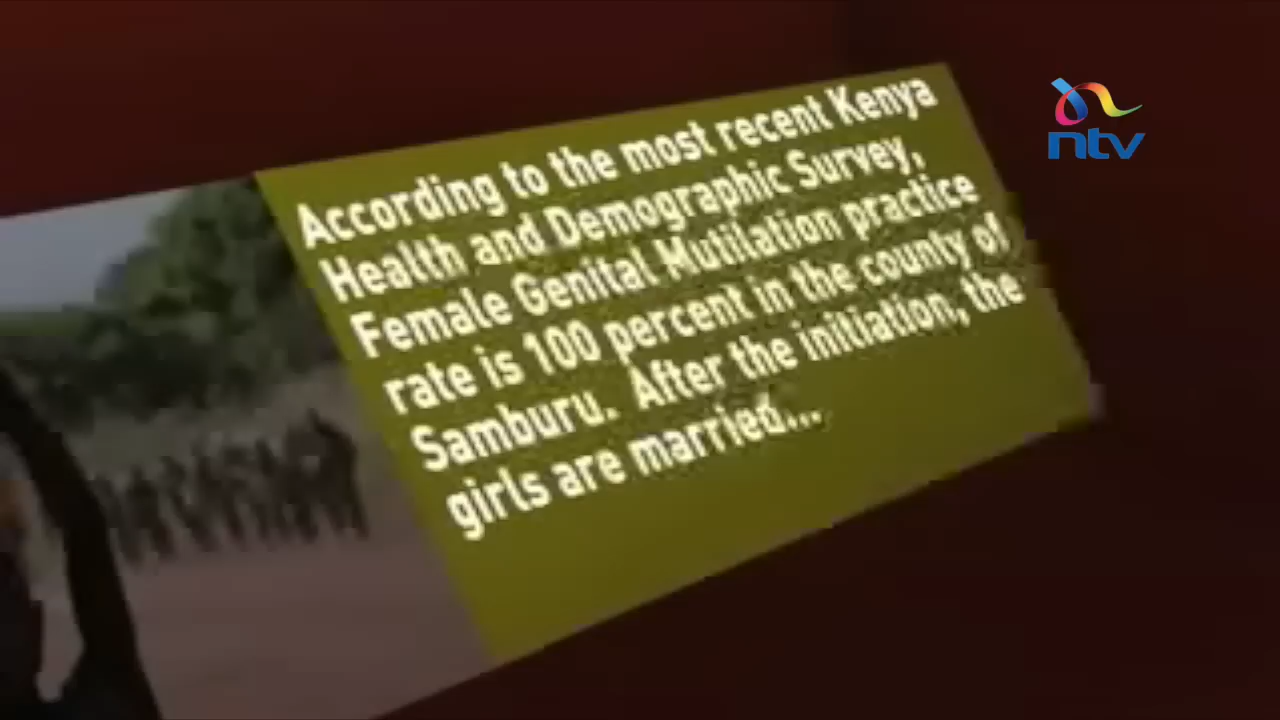 ntv
According to the most recent Kenya
Health and Demographic Survey,
Female Genital Mutilation practice
rate is 100 percent in the county of
Samburu. After the initiation, the
girls are married...